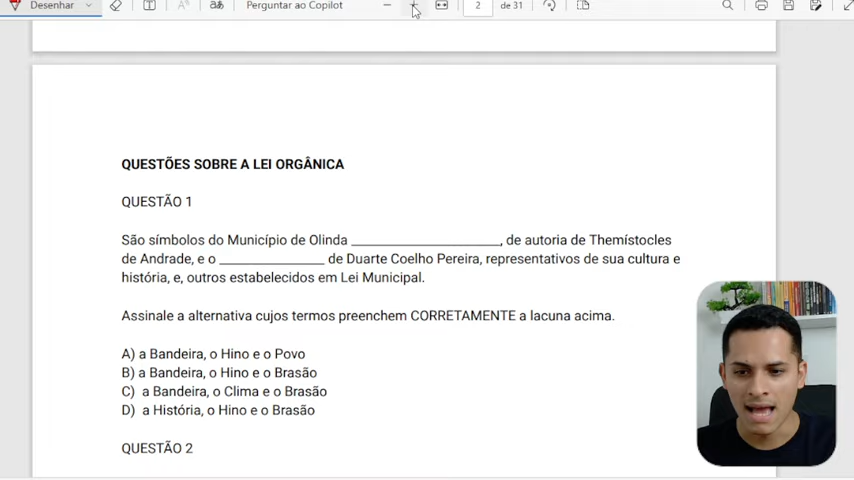 Desenhar
Perguntar ao Copilot
2
de 31
QUESTÕES SOBRE A LEI ORGÂNICA
QUESTÃO 1
São símbolos do Município de Olinda ____________________, de autoria de Themístocles
de Andrade, e o ______________ de Duarte Coelho Pereira, representativos de sua cultura e
história, e, outros estabelecidos em Lei Municipal.
Assinale a alternativa cujos termos preenchem CORRETAMENTE a lacuna acima.
A) a Bandeira, o Hino e o Povo
B) a Bandeira, o Hino e o Brasão
C) a Bandeira, o Clima e o Brasão
D) a História, o Hino e o Brasão
QUESTÃO 2